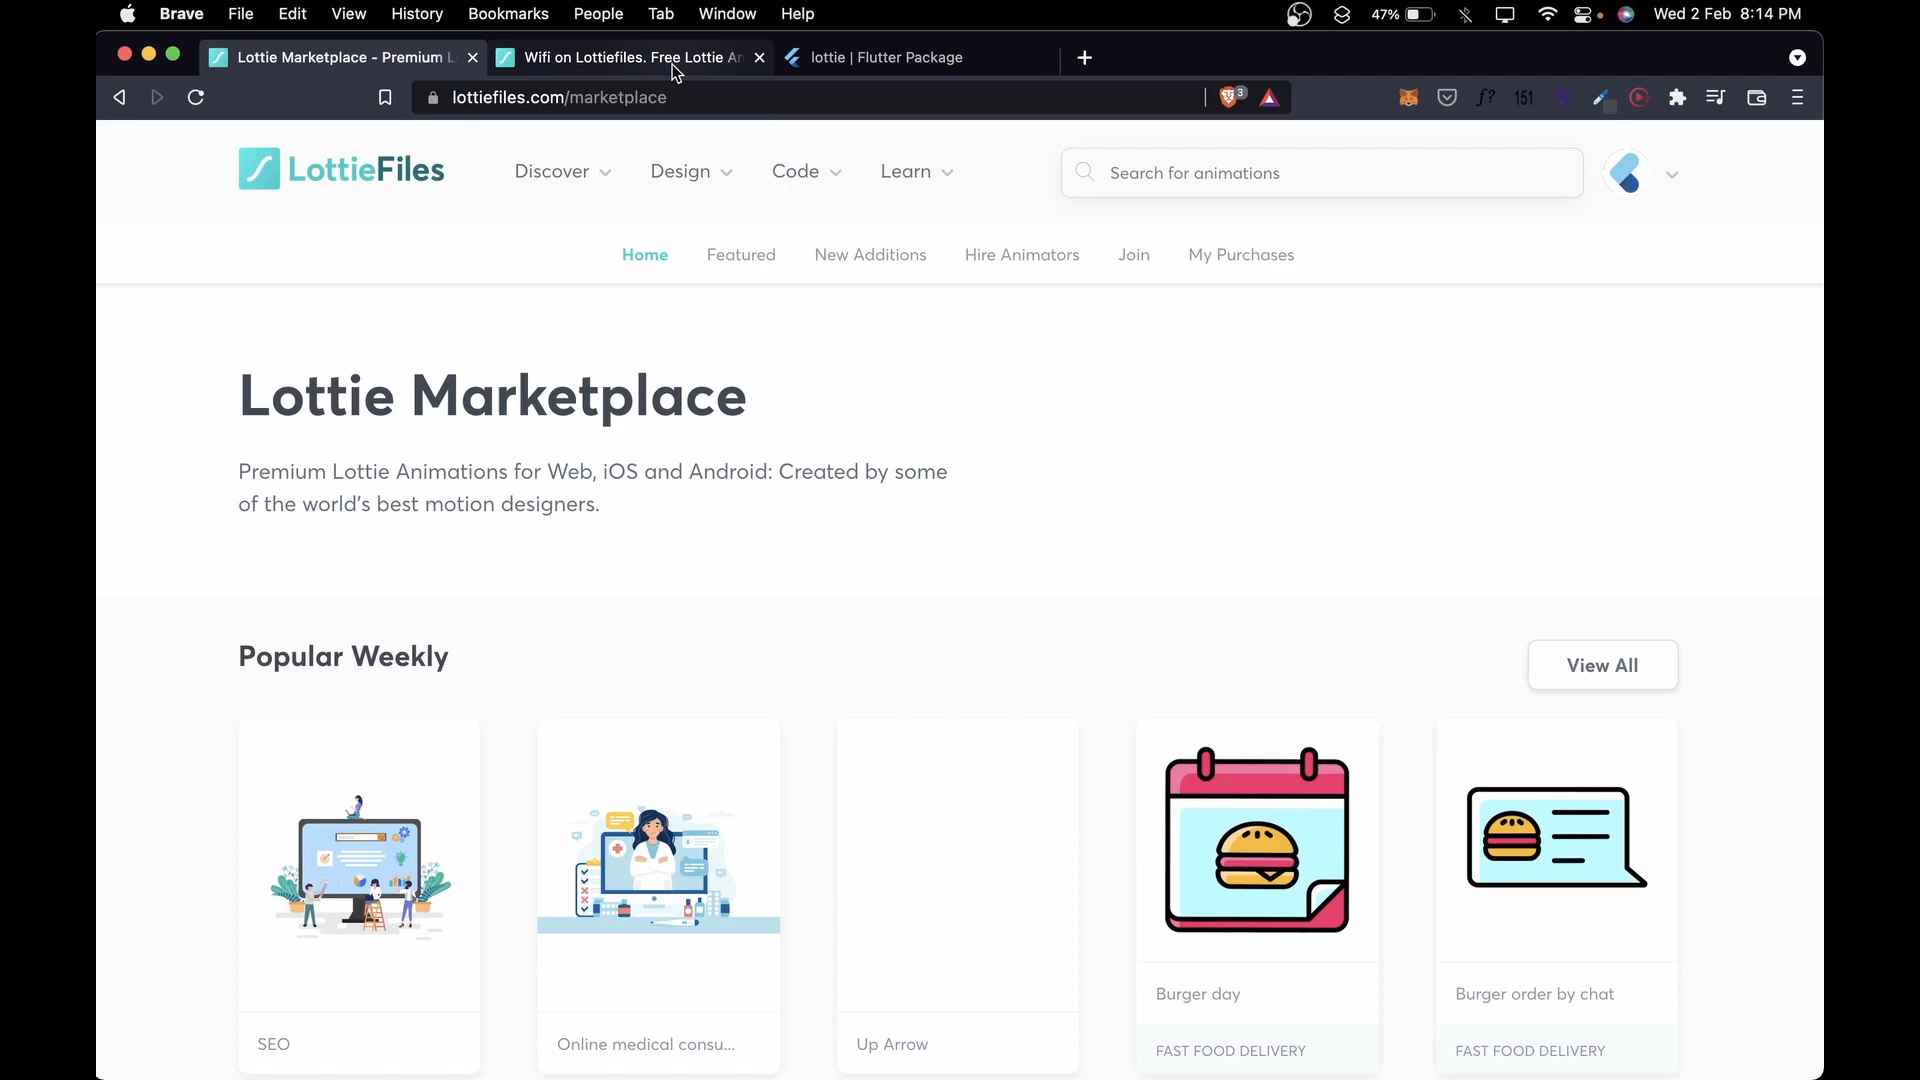 Brave File Edit View History Bookmarks People Tab Window Help 47% Wed 2 Feb 8:14 PM
Lottie Marketplace - Premium L Wifi on Lottiefiles. Free Lottie An lottie | Flutter Package
lottiefiles.com/marketplace 3 f? 151
LottieFiles Discover Design Code Learn Search for animations
Home Featured New Additions Hire Animators Join My Purchases
Lottie Marketplace
Premium Lottie Animations for Web, iOS and Android: Created by some
of the world's best motion designers.
Popular Weekly View All
Burger day Burger order by chat
SEO Online medical consu... Up Arrow
FAST FOOD DELIVERY FAST FOOD DELIVERY